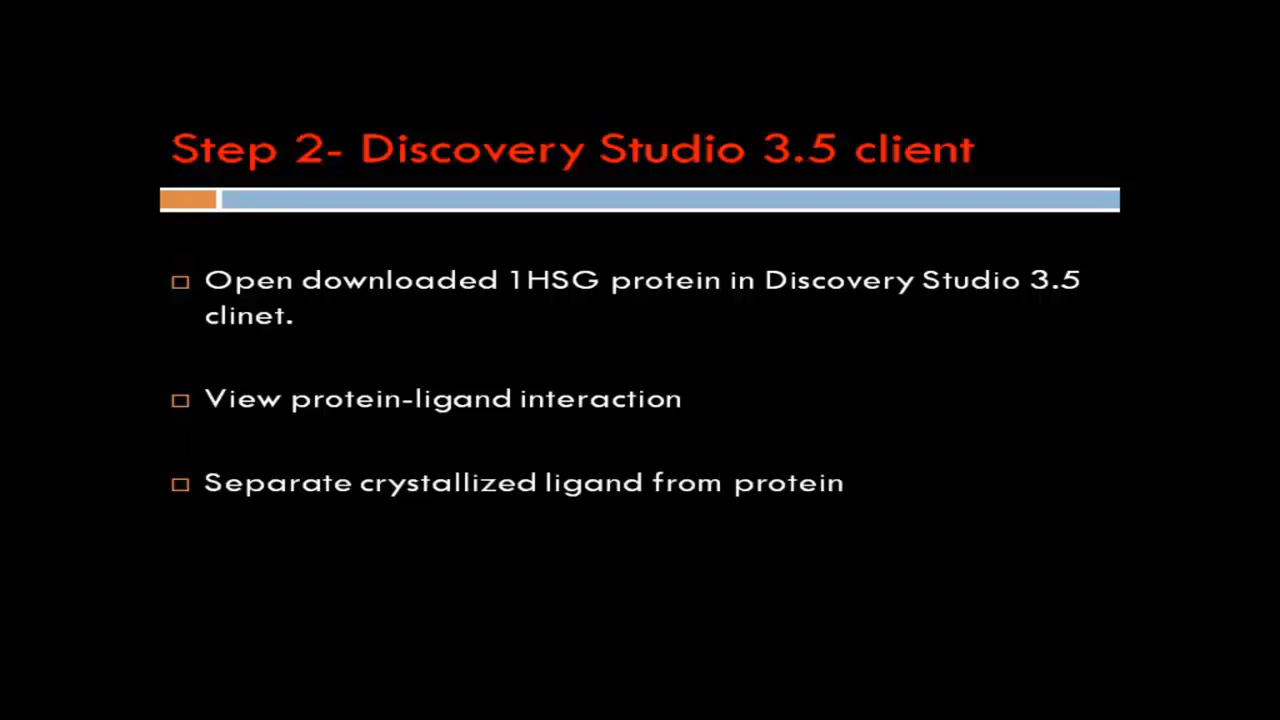 Step 2- Discovery Studio 3.5 client
Open downloaded 1HSG protein in Discovery Studio 3.5
clinet.
View protein-ligand interaction
Separate crystallized ligand from protein